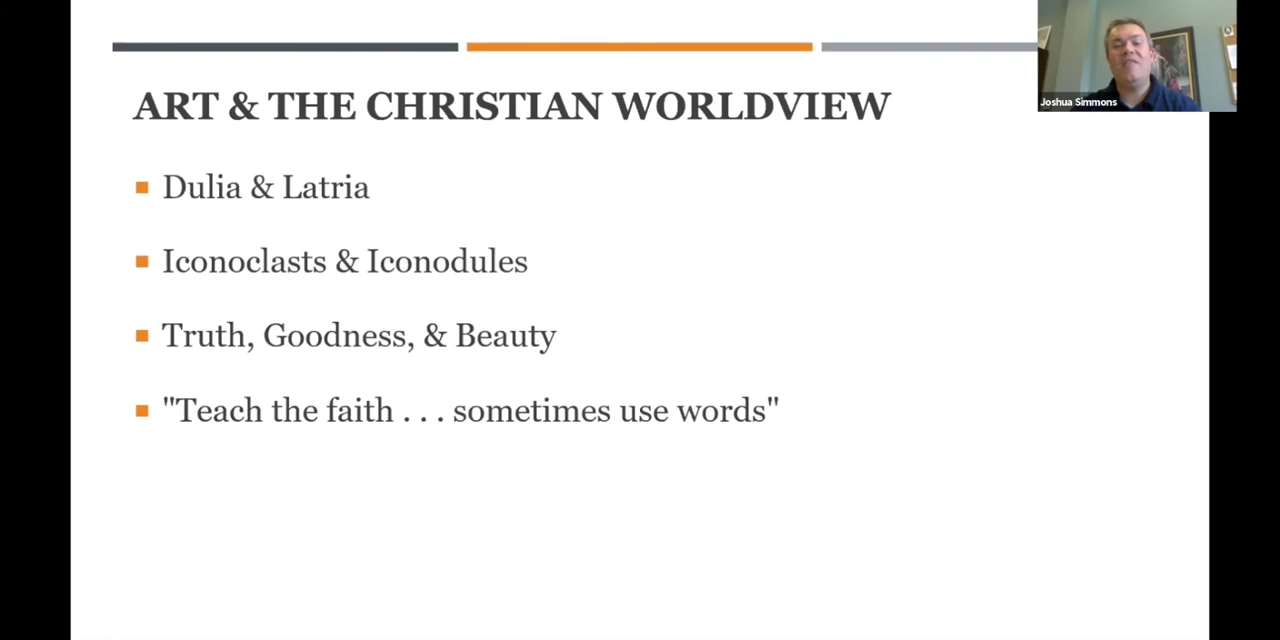 ART & THE CHRISTIAN WORLDVIEW
Joshua Simmons
Dulia & Latria
Iconoclasts & Iconodules
Truth, Goodness, & Beauty
"Teach the faith . . . sometimes use words"